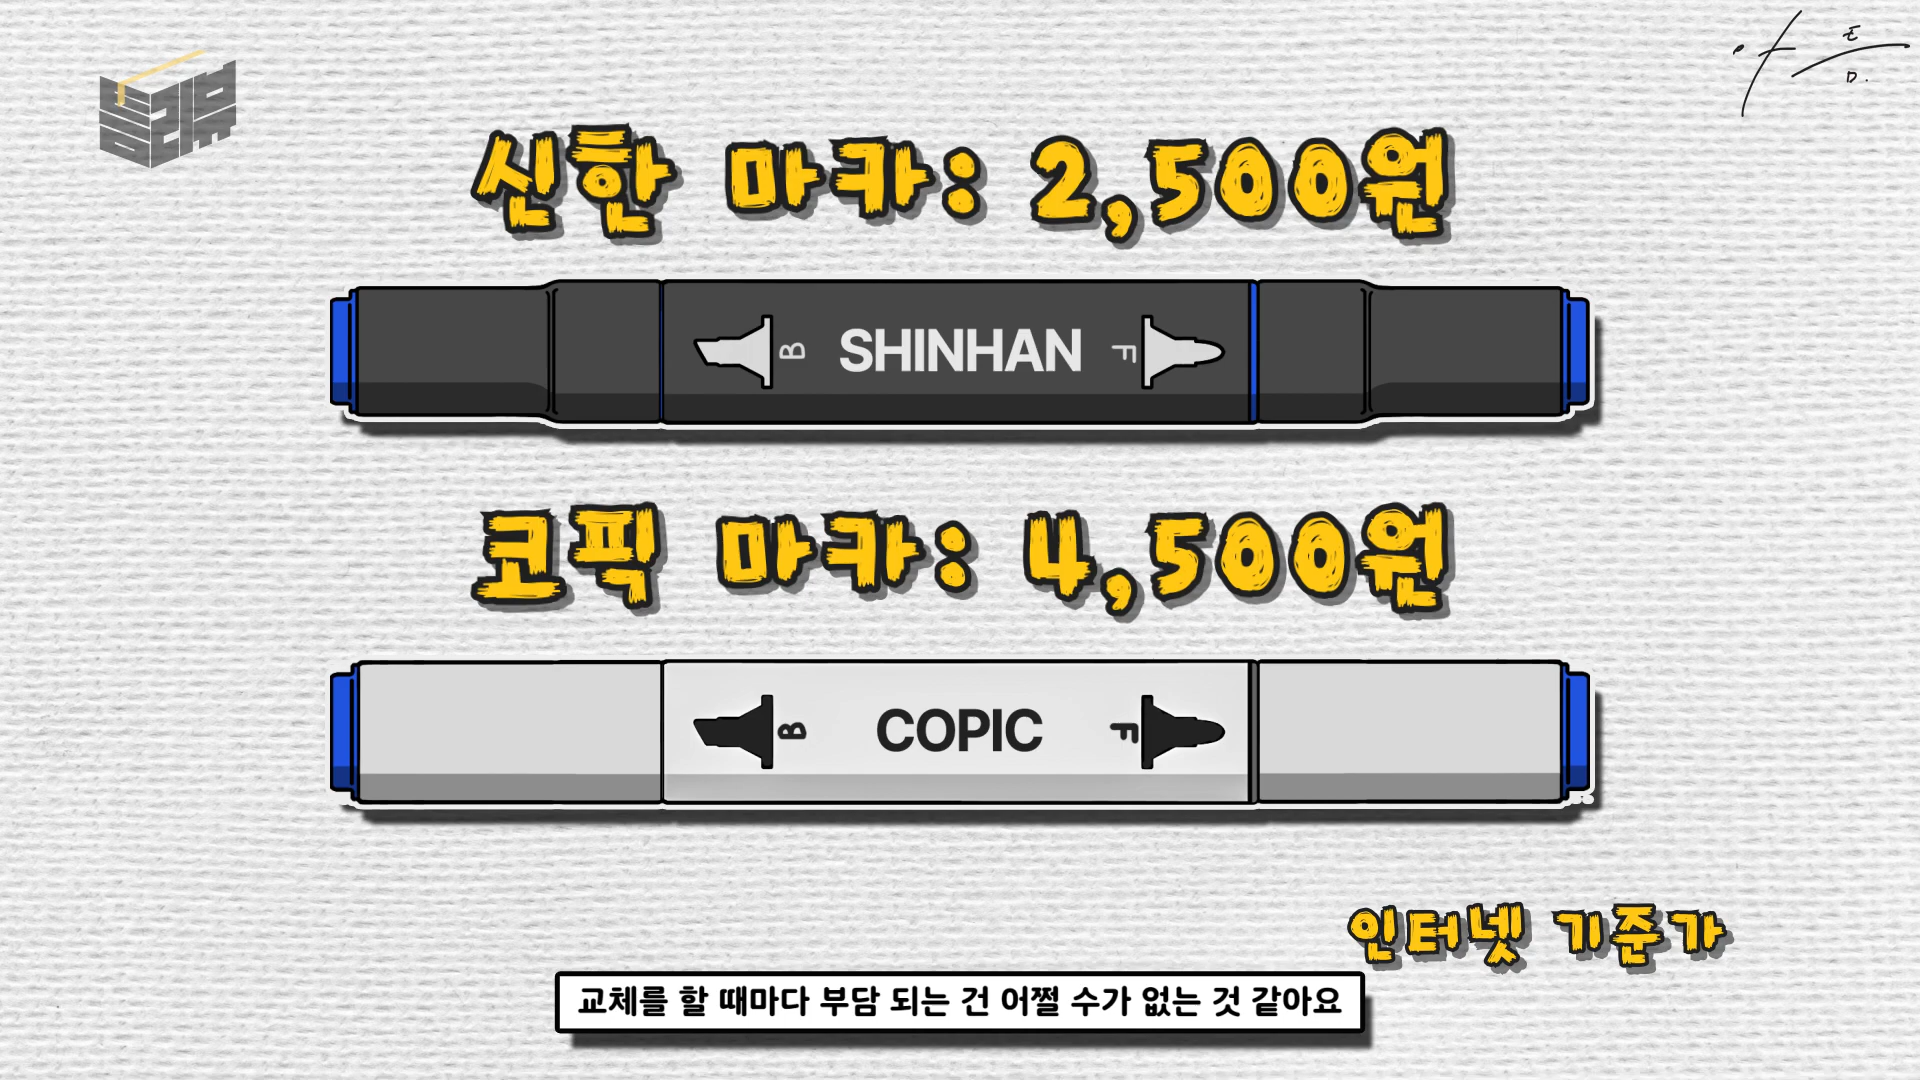 신한 마카: 2,500원
B SHINHAN F
코픽 마카: 4,500원
B COPIC F
인터넷 기준가
교체를 할 때마다 부담 되는 건 어쩔 수가 없는 것 같아요